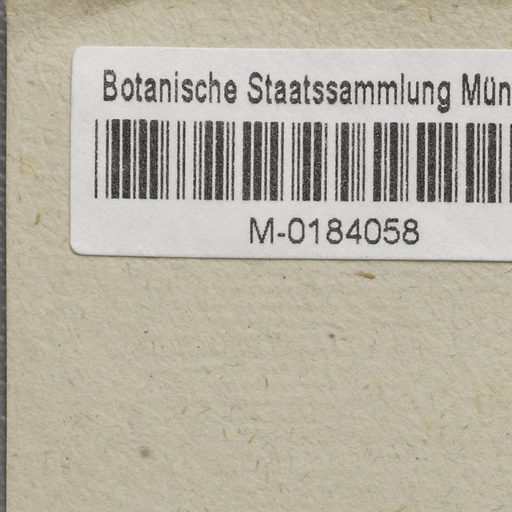 Botanische Staatssammlung Mün
M-0184058